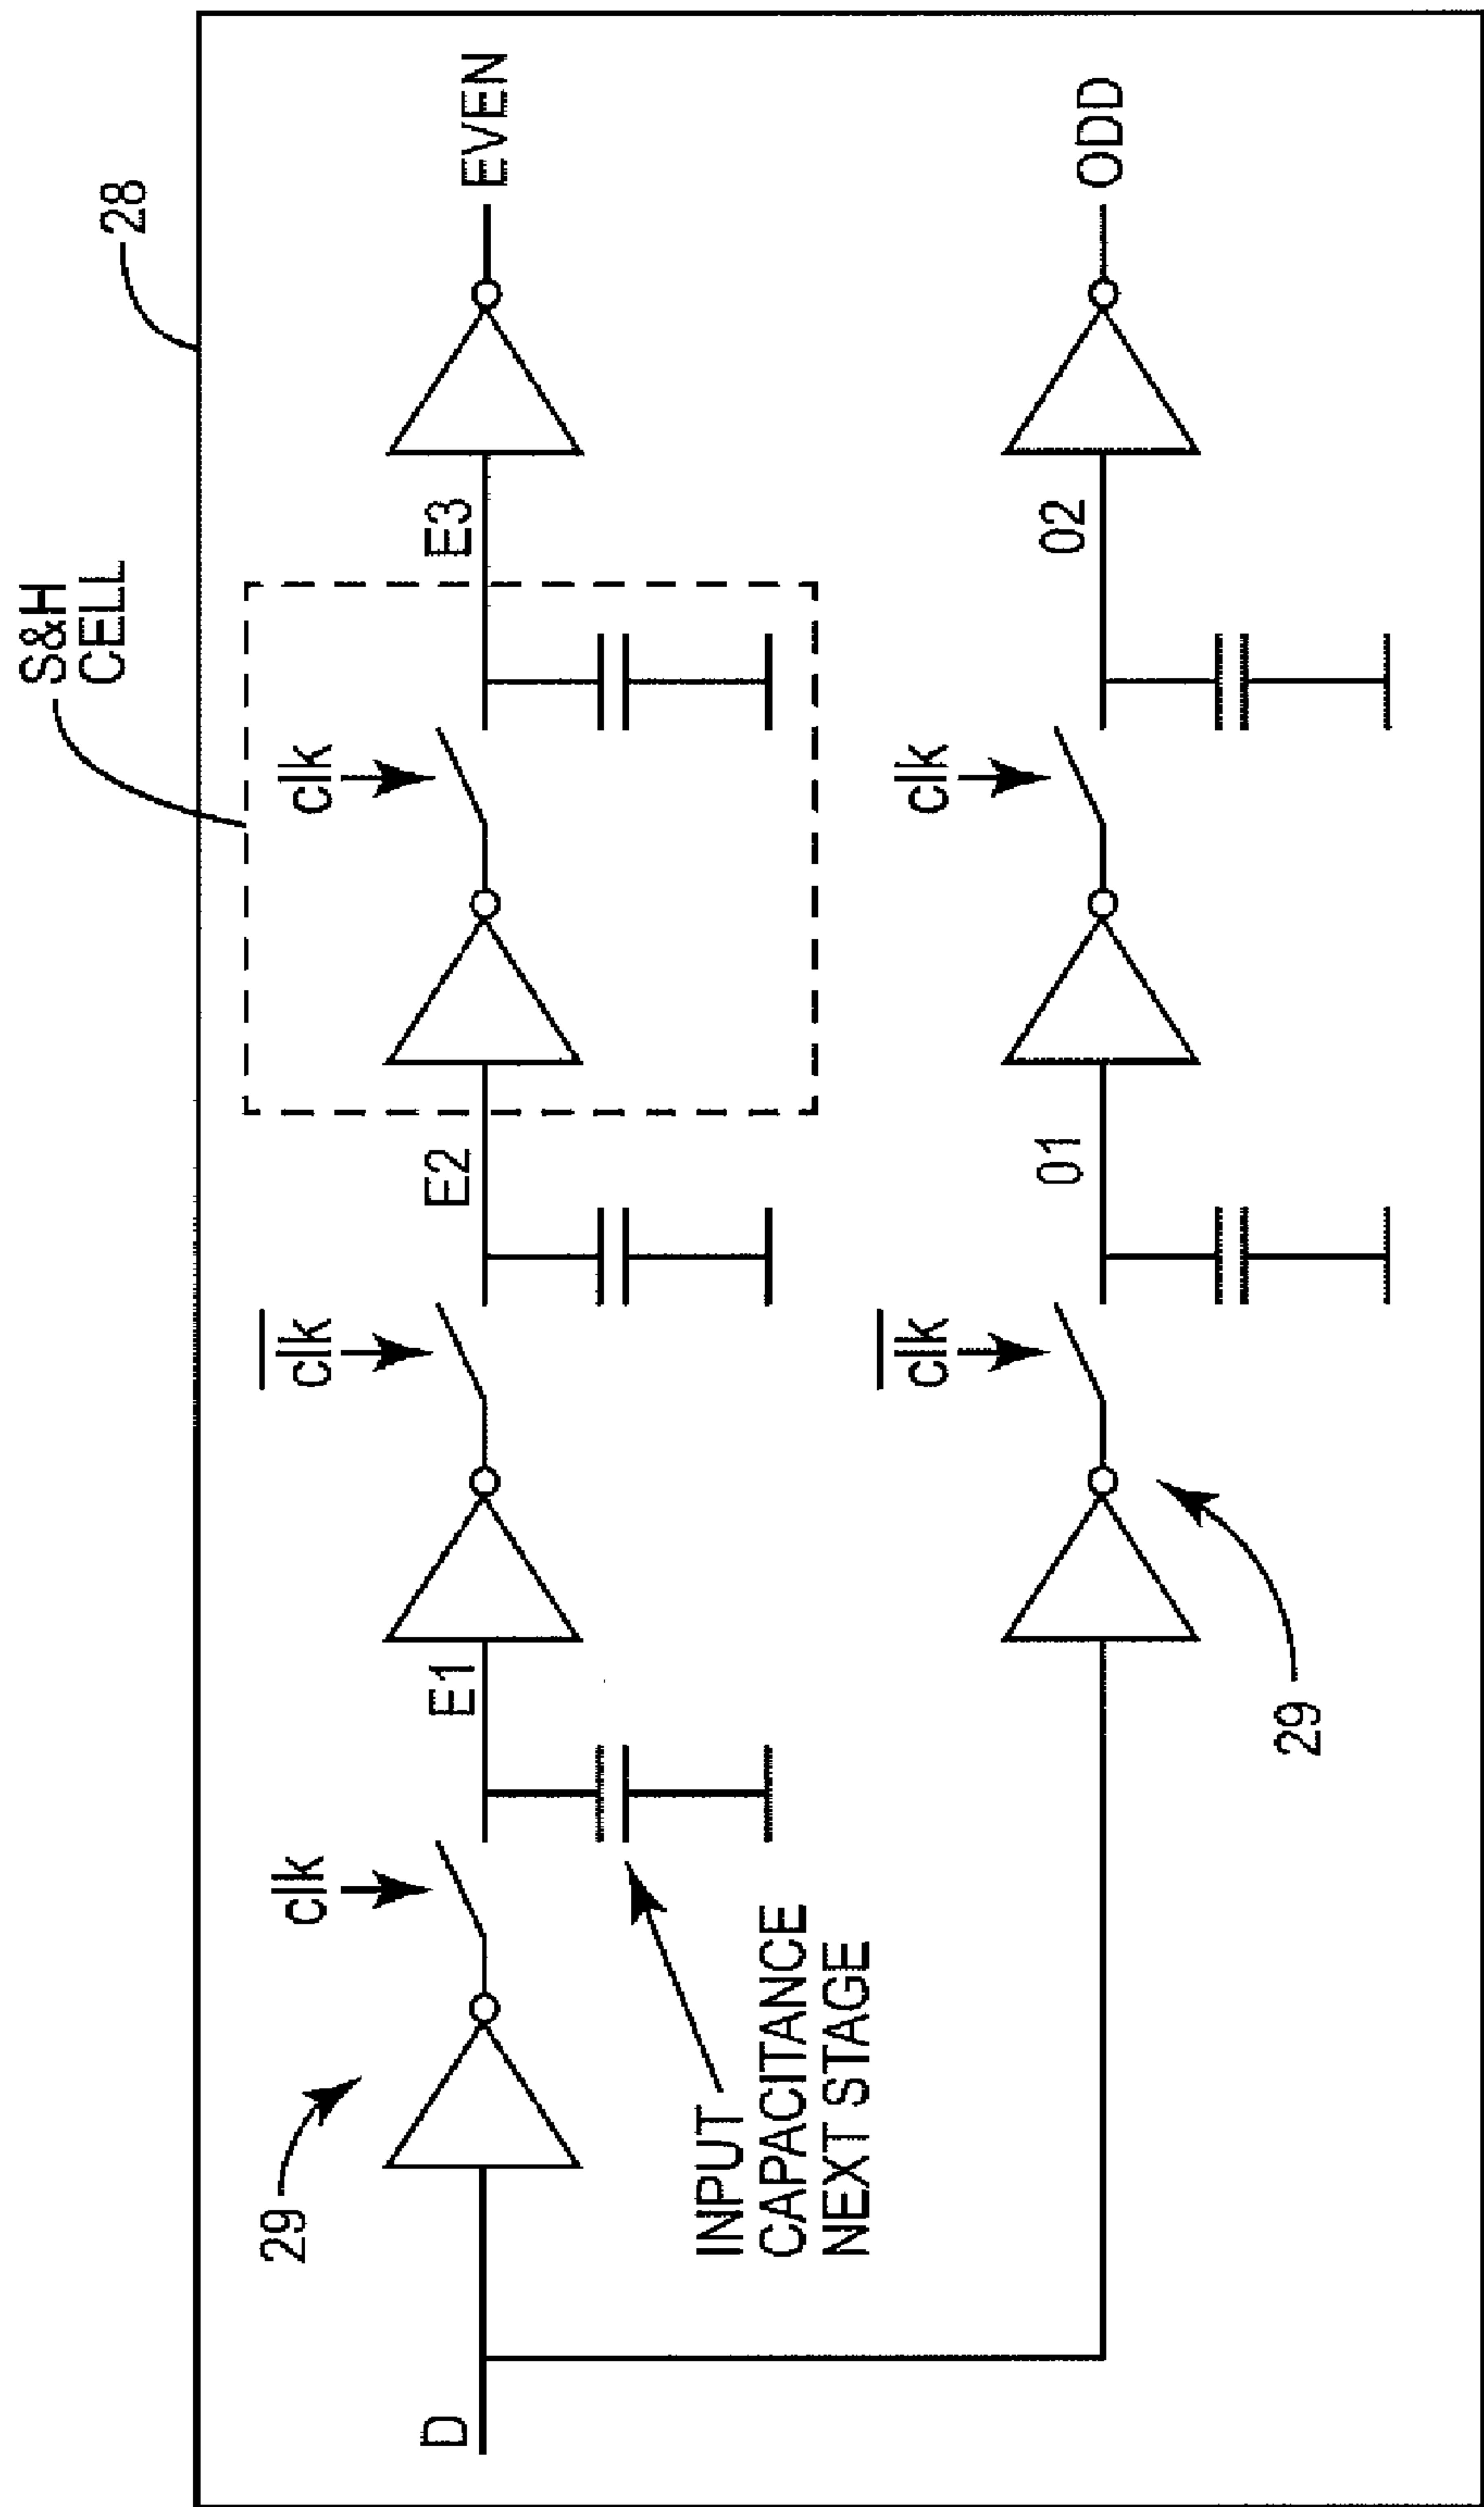 28
S&H
CELL
clk
clk
clk
29
D
E1
E2
E3
EVEN
INPUT
CAPACITANCE
NEXT STAGE
clk
clk
29
01
02
ODD